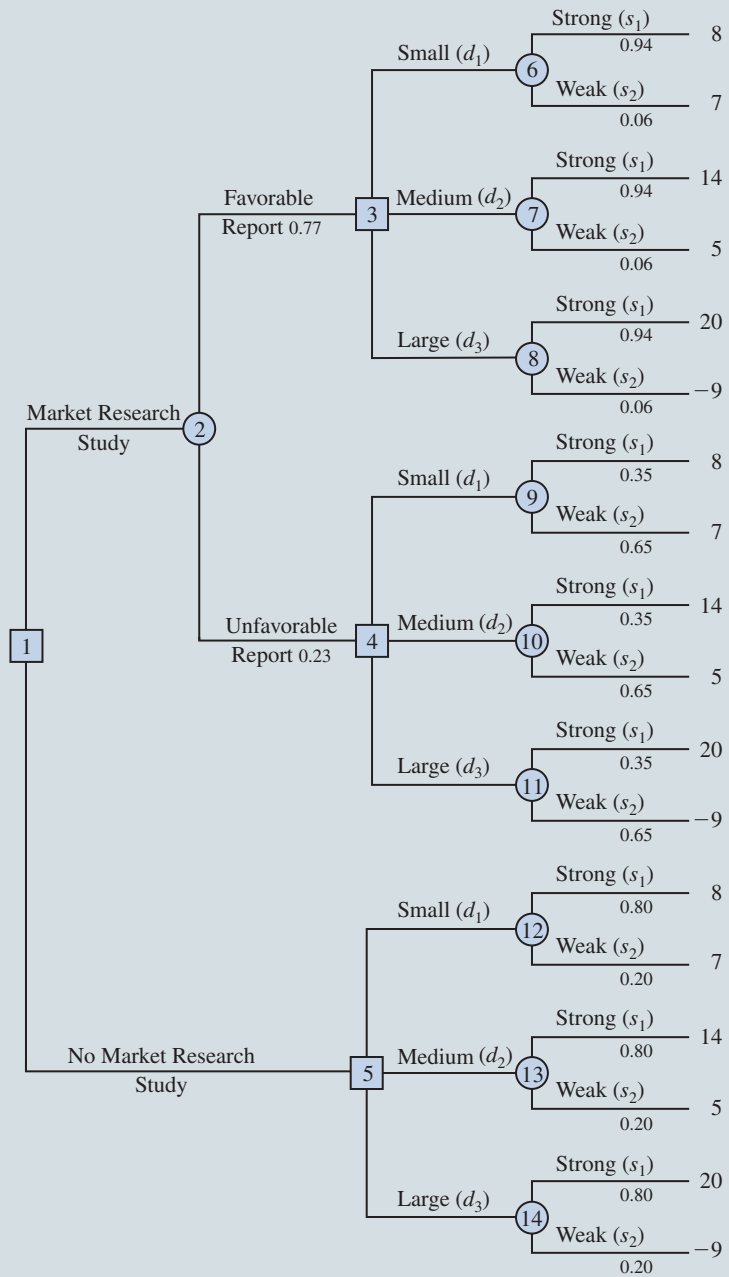 Strong (s₁)
0.94
8
Small (d₁)
6
Weak (s₂)
0.06
7
Strong (s₁)
0.94
14
Favorable
Report 0.77
3
Medium (d₂)
7
Weak (s₂)
0.06
5
Strong (s₁)
0.94
20
Large (d₃)
8
Weak (s₂)
0.06
−9
Market Research
Study
2
Strong (s₁)
0.35
8
Small (d₁)
9
Weak (s₂)
0.65
7
Strong (s₁)
0.35
14
1
Unfavorable
Report 0.23
4
Medium (d₂)
10
Weak (s₂)
0.65
5
Strong (s₁)
0.35
20
Large (d₃)
11
Weak (s₂)
0.65
−9
Strong (s₁)
0.80
8
Small (d₁)
12
Weak (s₂)
0.20
7
Strong (s₁)
0.80
14
No Market Research
Study
5
Medium (d₂)
13
Weak (s₂)
0.20
5
Strong (s₁)
0.80
20
Large (d₃)
14
Weak (s₂)
0.20
−9